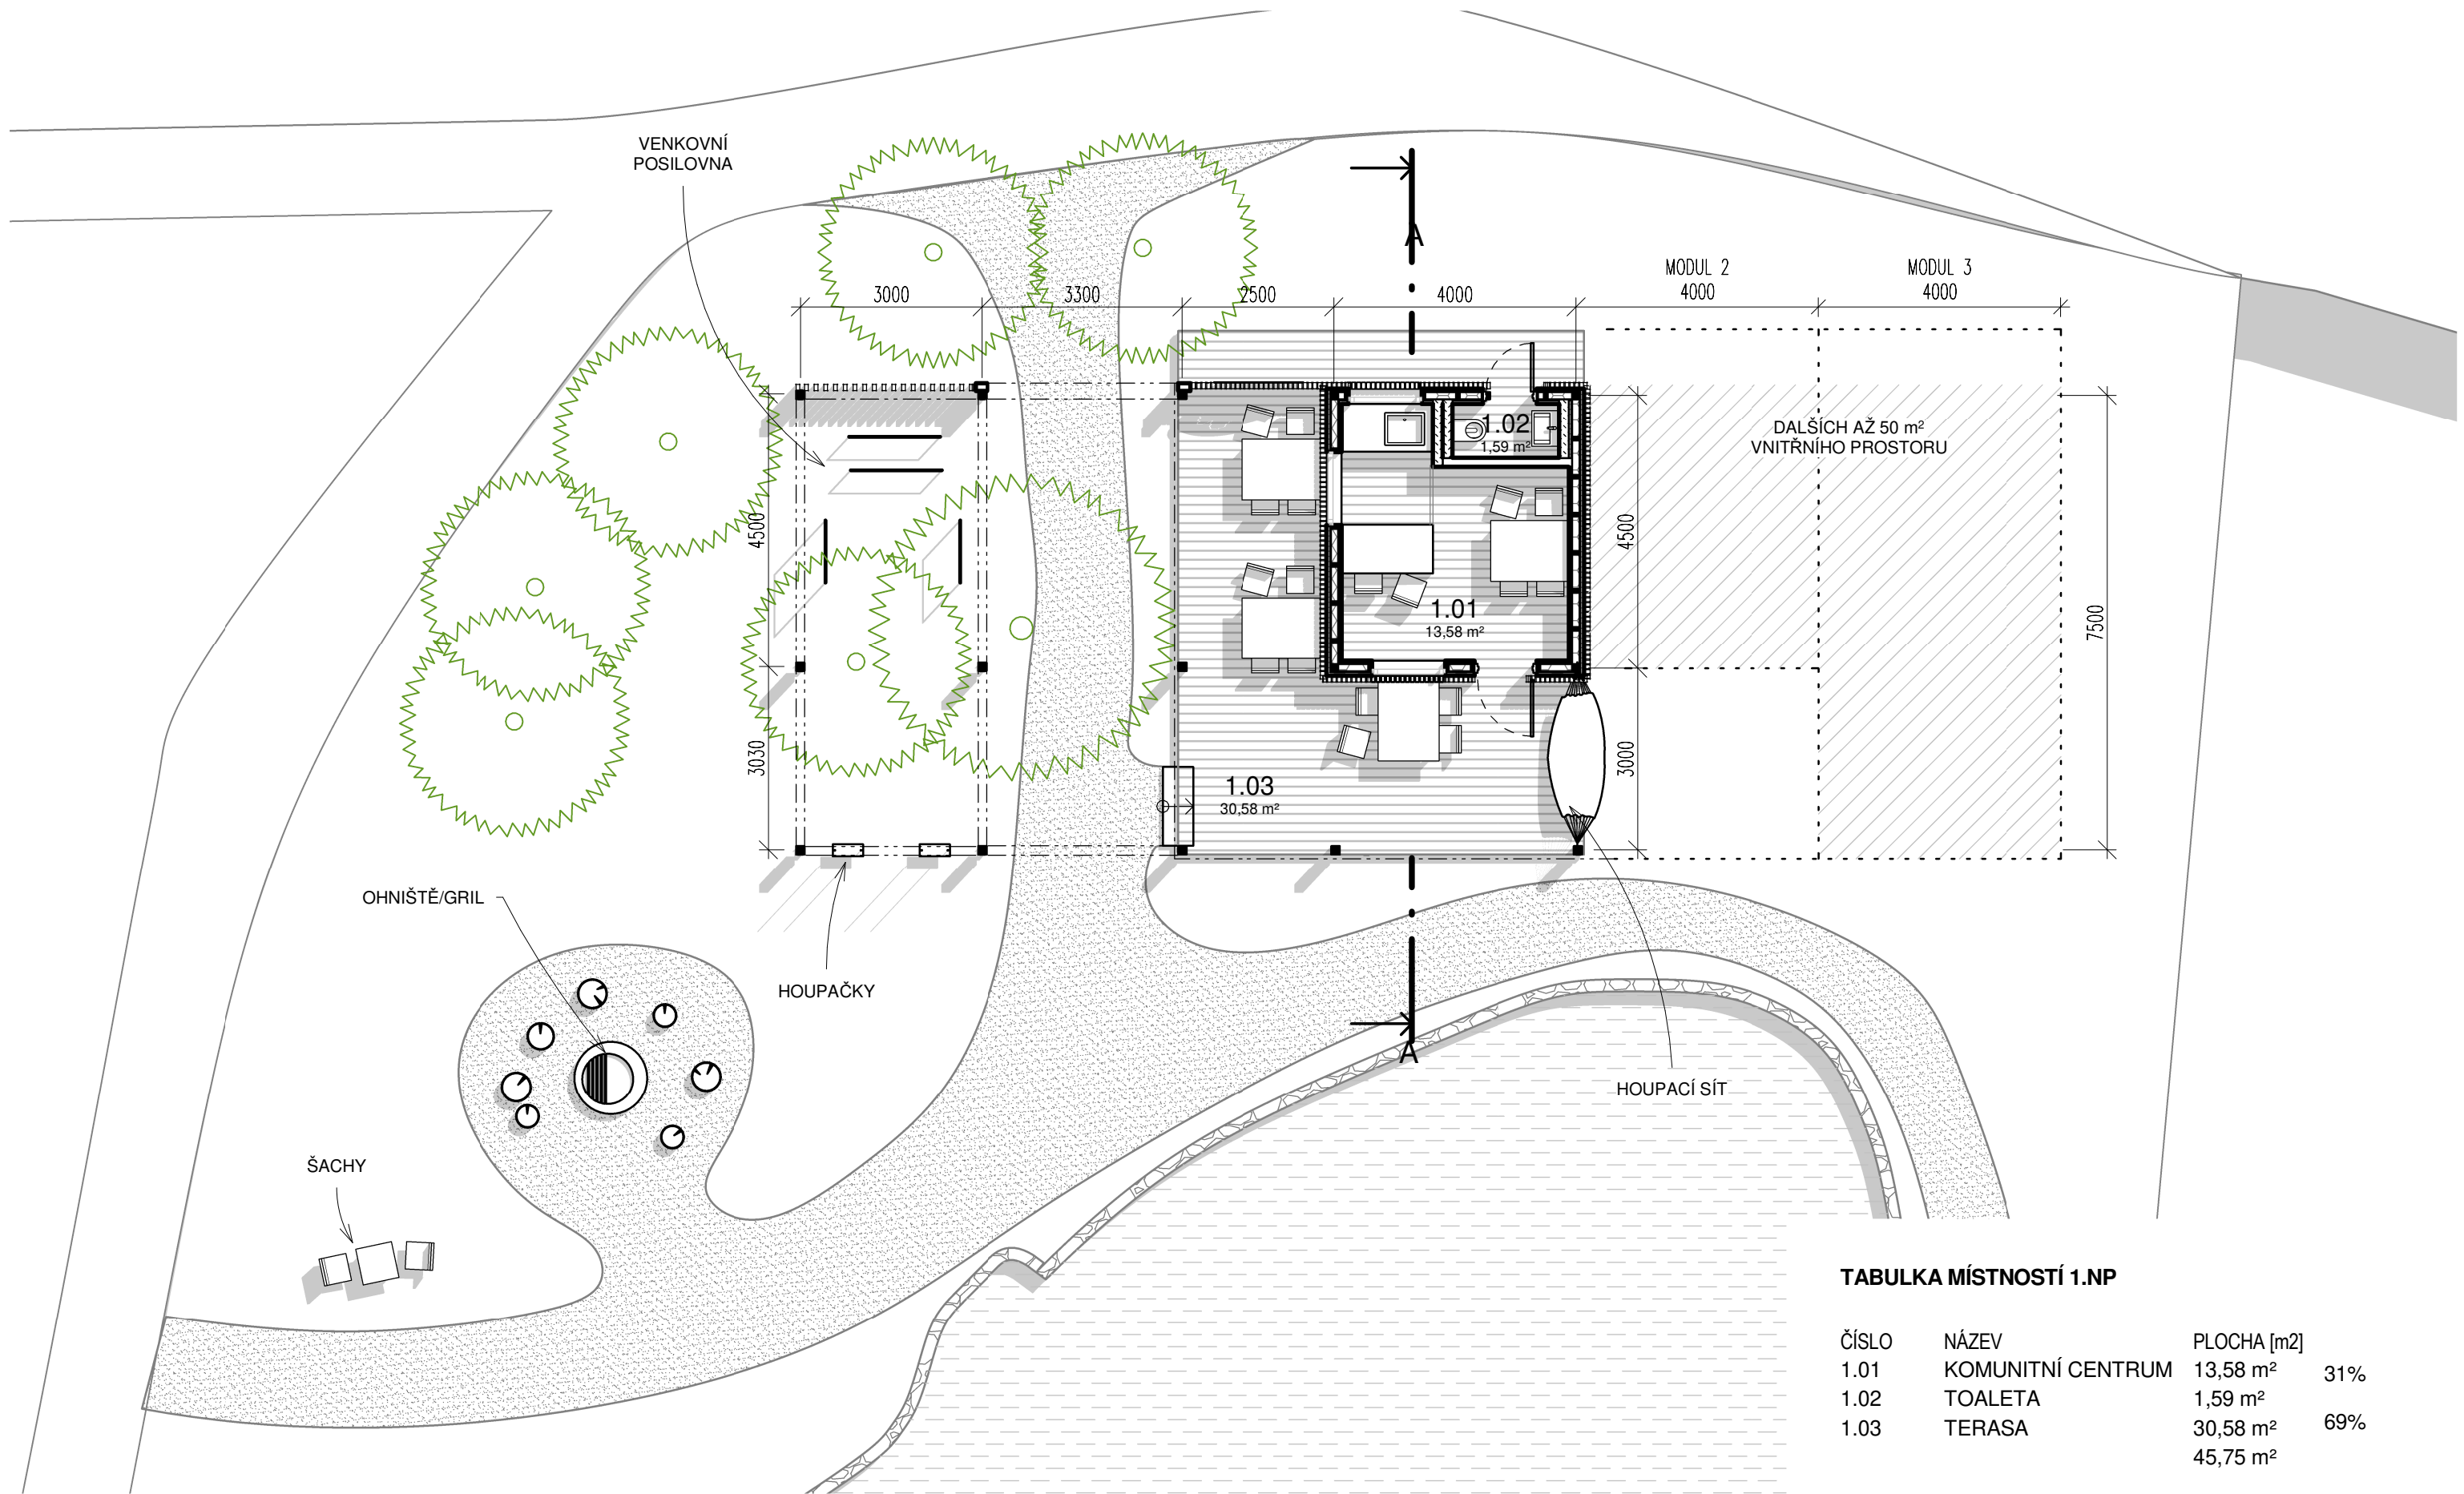 VENKOVNÍ
POSILOVNA
A
MODUL 2
MODUL 3
3000
3300
2500
4000
4000
4000
1.02
1,59 m²
DALŠÍCH AŽ 50 m²
VNITŘNÍHO PROSTORU
4500
4500
7500
1.01
13,58 m²
3030
3000
1.03
30,58 m²
OHNIŠTĚ/GRIL
HOUPAČKY
A
HOUPACÍ SÍT
ŠACHY
TABULKA MÍSTNOSTÍ 1.NP
ČÍSLO NÁZEV PLOCHA [m2]
1.01 KOMUNITNÍ CENTRUM 13,58 m² 31%
1.02 TOALETA 1,59 m²
1.03 TERASA 30,58 m² 69%
45,75 m²